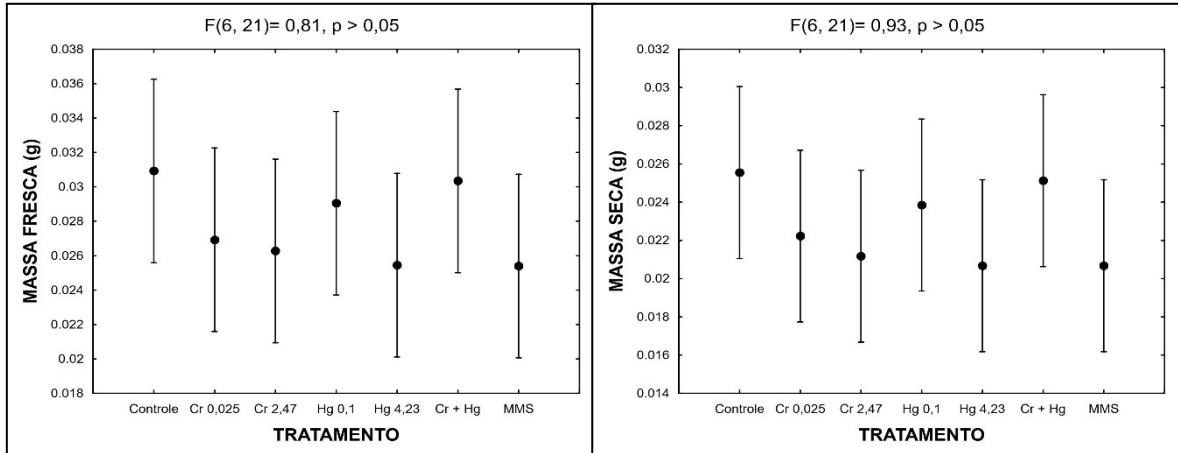 F(6, 21)= 0,81, p > 0,05
MASSA FRESCA (g)
0.038
0.036
0.034
0.032
0.03
0.028
0.026
0.024
0.022
0.02
0.018
Controle Cr 0,025 Cr 2,47 Hg 0,1 Hg 4,23 Cr + Hg MMS
TRATAMENTO
F(6, 21)= 0,93, p > 0,05
MASSA SECA (g)
0.032
0.03
0.028
0.026
0.024
0.022
0.02
0.018
0.016
0.014
Controle Cr 0,025 Cr 2,47 Hg 0,1 Hg 4,23 Cr + Hg MMS
TRATAMENTO